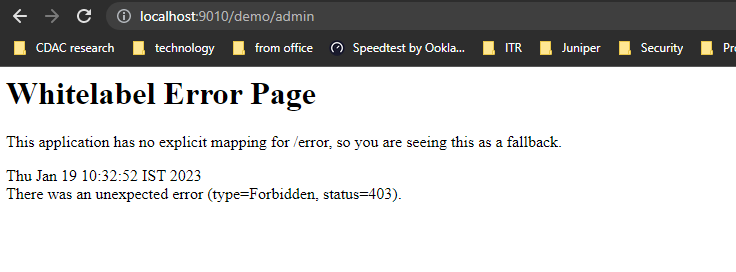 localhost:9010/demo/admin
CDAC research technology from office Speedtest by Ookla... ITR Juniper Security Pr
Whitelabel Error Page
This application has no explicit mapping for /error, so you are seeing this as a fallback.
Thu Jan 19 10:32:52 IST 2023
There was an unexpected error (type=Forbidden, status=403).